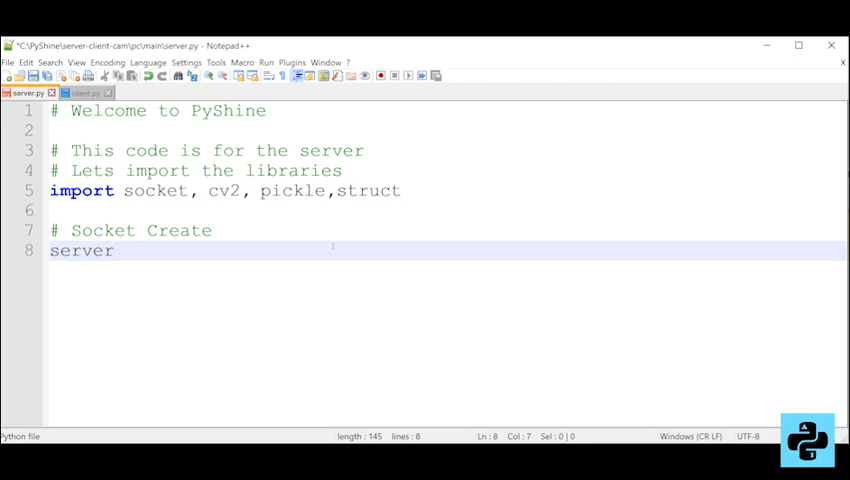 *C:\PyShine\server-client-cam\pc\main\server.py - Notepad++
File Edit Search View Encoding Language Settings Tools Macro Run Plugins Window ?
X
server.py client.py
1 # Welcome to PyShine
2
3 # This code is for the server
4 # Lets import the libraries
5 import socket, cv2, pickle,struct
6
7 # Socket Create
8 server
Python file length : 145 lines : 8 Ln : 8 Col : 7 Sel : 0 | 0 Windows (CR LF) UTF-8